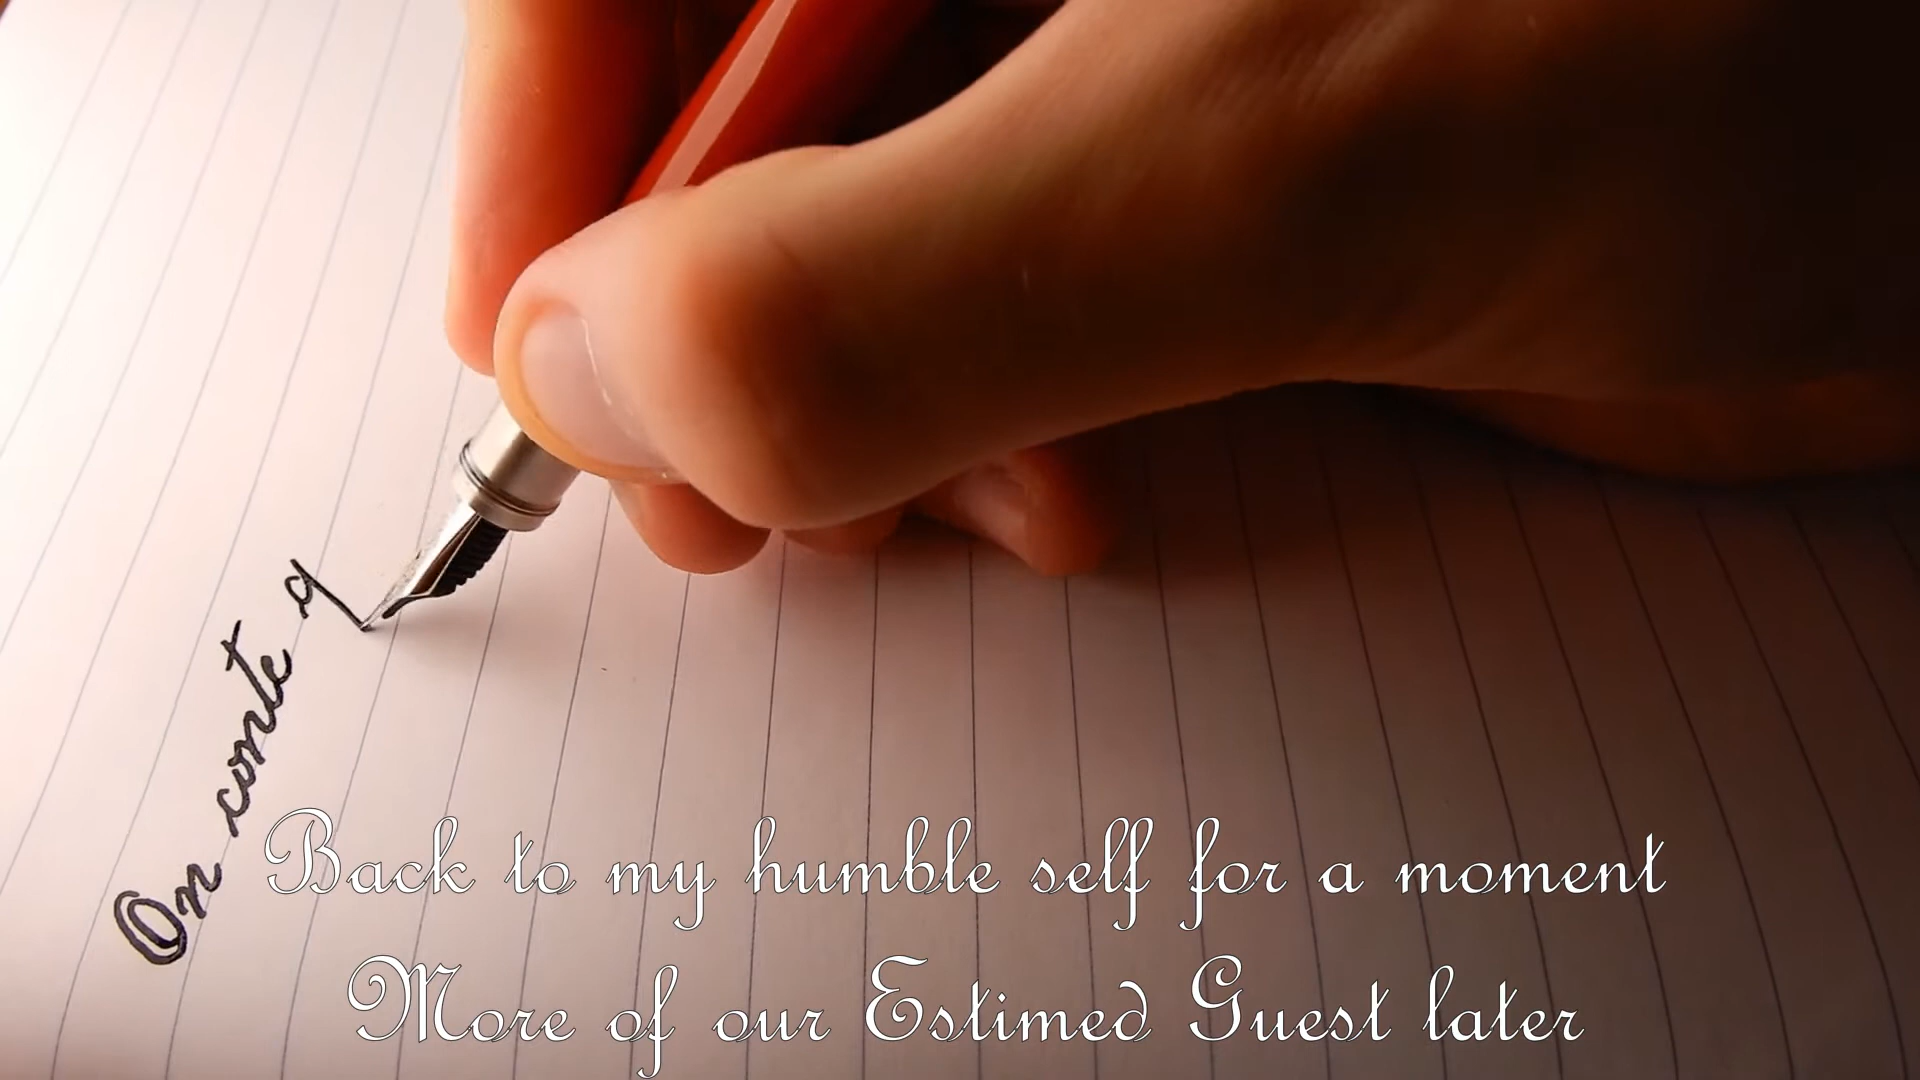 On conte q
Back to my humble self for a moment
More of our Estimed Guest later